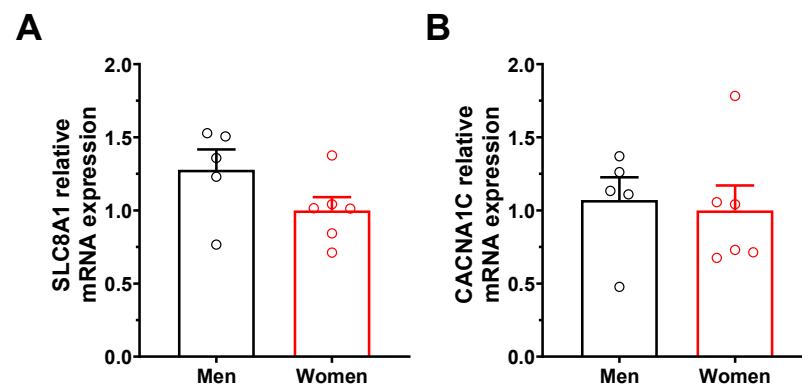 A
SLC8A1 relative
mRNA expression
2.0
1.5
1.0
0.5
0.0
Men
Women
B
CACNA1C relative
mRNA expression
2.0
1.5
1.0
0.5
0.0
Men
Women